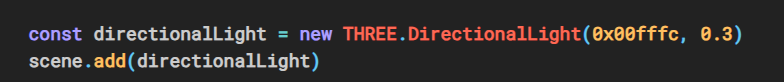 const directionalLight = new THREE.DirectionalLight(0x00fffc, 0.3)
scene.add(directionalLight)